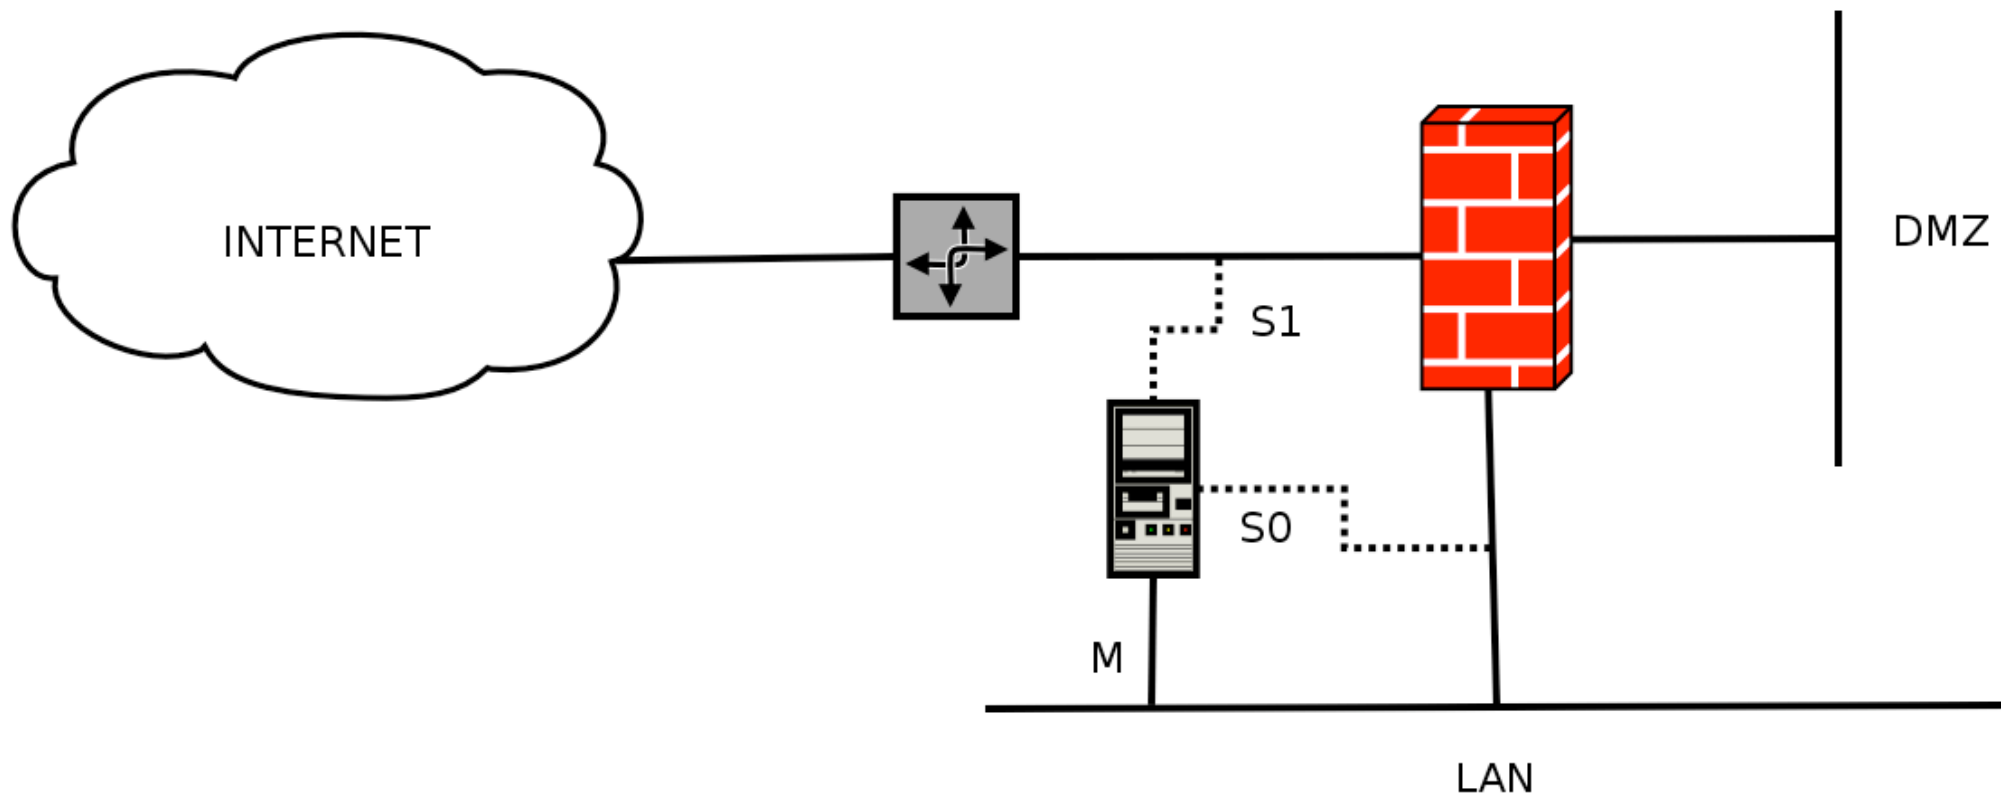 INTERNET
DMZ
S1
S0
M
LAN